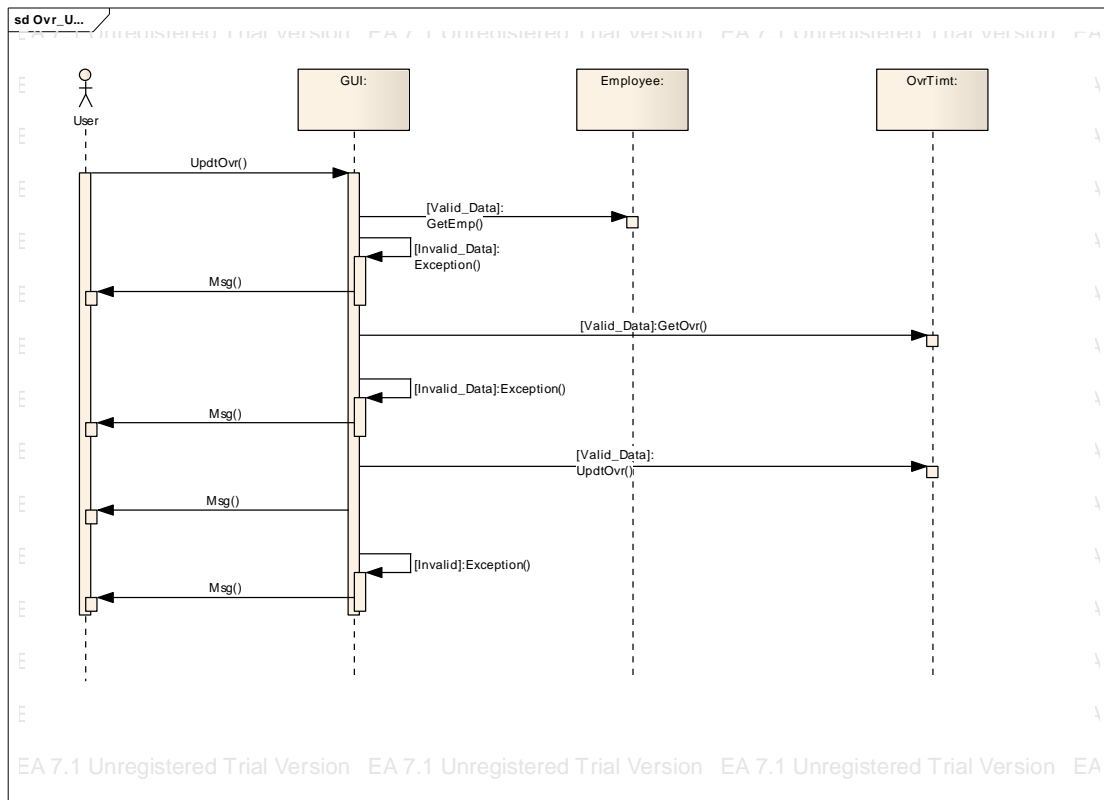 sd Ovr_U...
EA 7.1 Unregistered Trial Version EA 7.1 Unregistered Trial Version EA 7.1 Unregistered Trial Version EA
GUI:
Employee:
OvrTimt:
User
UpdtOvr()
[Valid_Data]:
GetEmp()
[Invalid_Data]:
Exception()
Msg()
[Valid_Data]:GetOvr()
[Invalid_Data]:Exception()
Msg()
[Valid_Data]:
UpdtOvr()
Msg()
[Invalid]:Exception()
Msg()
EA 7.1 Unregistered Trial Version EA 7.1 Unregistered Trial Version EA 7.1 Unregistered Trial Version EA